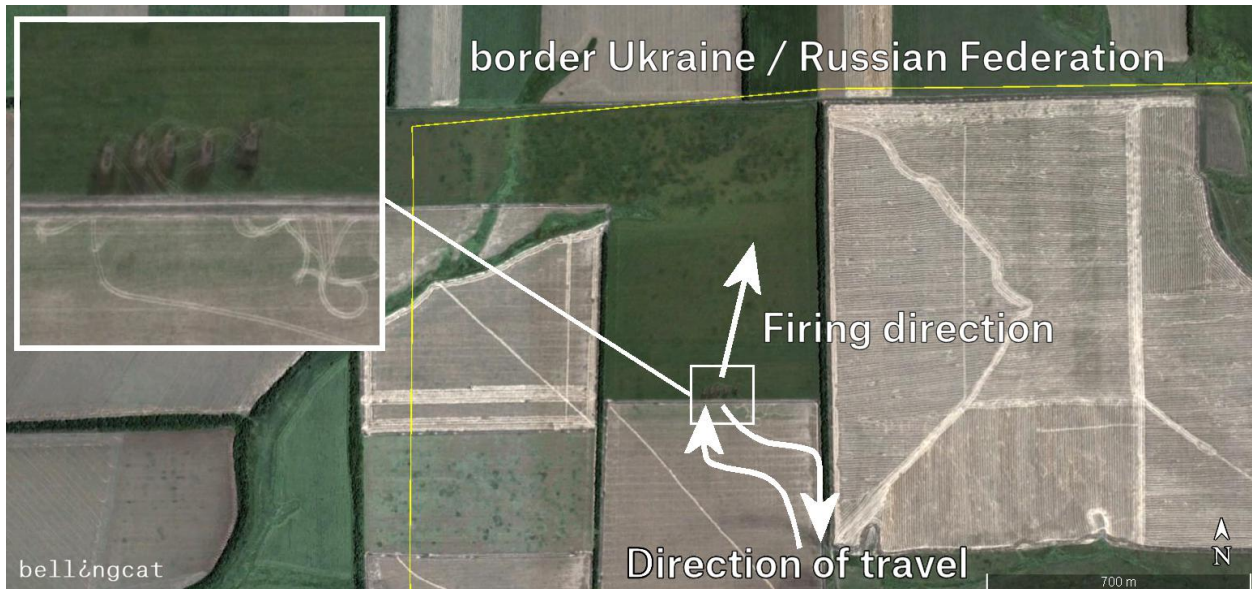 border Ukraine / Russian Federation
Firing direction
Direction of travel
N
bell¿ngcat
700 m